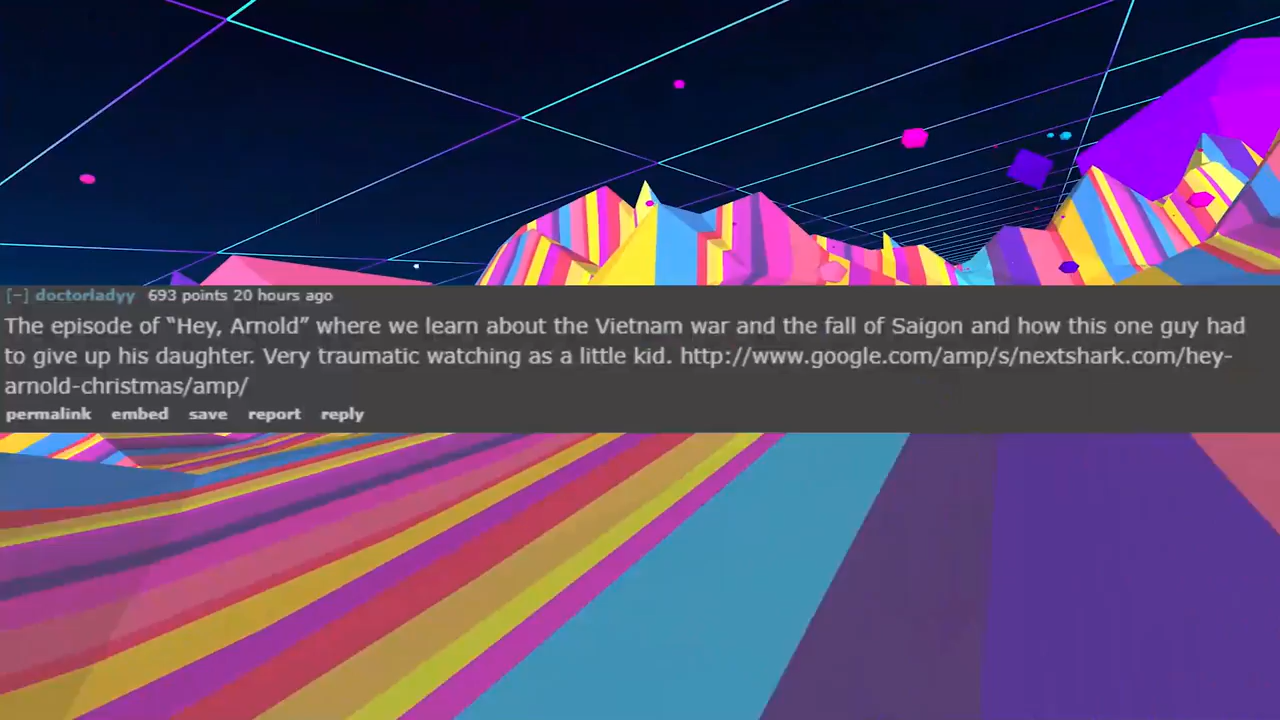 [−] doctorladyy 693 points 20 hours ago
The episode of “Hey, Arnold” where we learn about the Vietnam war and the fall of Saigon and how this one guy had
to give up his daughter. Very traumatic watching as a little kid. http://www.google.com/amp/s/nextshark.com/hey-
arnold-christmas/amp/
permalink embed save report reply